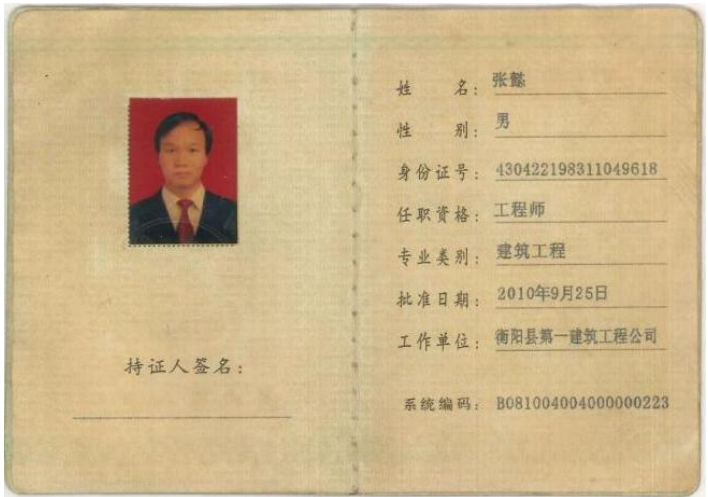 持证人签名：
姓名：张懿
性别：男
身份证号：430422198311049618
任职资格：工程师
专业类别：建筑工程
批准日期：2010年9月25日
工作单位：衡阳县第一建筑工程公司
系统编码：B081004004000000223